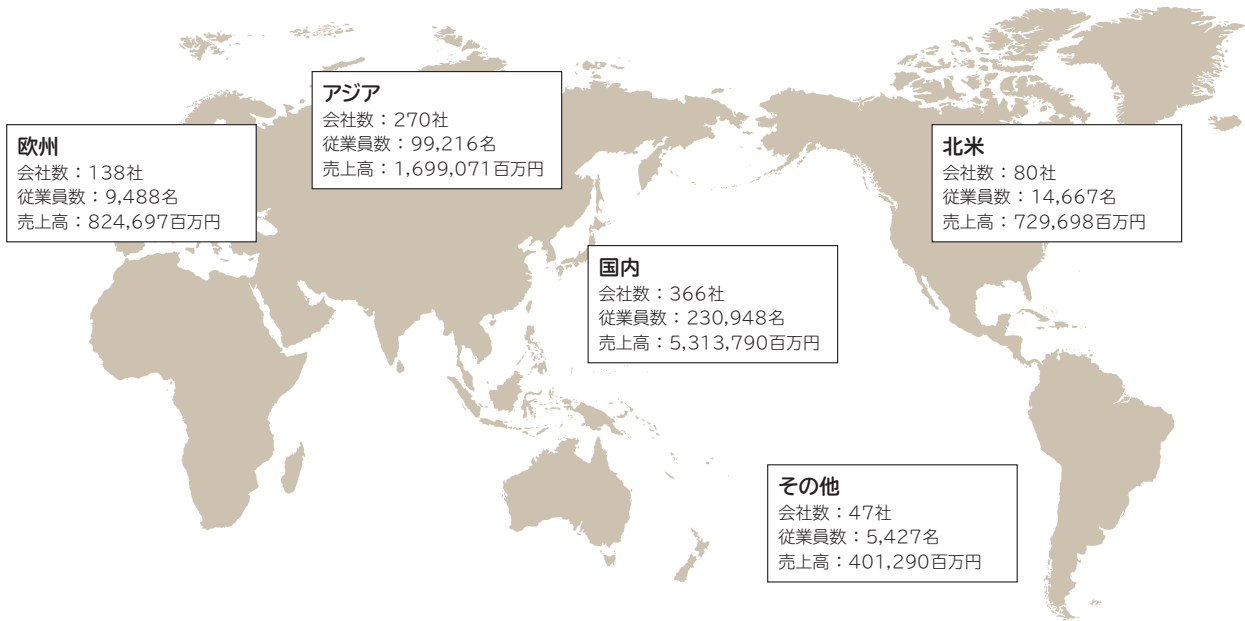 アジア
会社数：270社
従業員数：99,216名
売上高：1,699,071百万円
欧州
会社数：138社
従業員数：9,488名
売上高：824,697百万円
北米
会社数：80社
従業員数：14,667名
売上高：729,698百万円
国内
会社数：366社
従業員数：230,948名
売上高：5,313,790百万円
その他
会社数：47社
従業員数：5,427名
売上高：401,290百万円